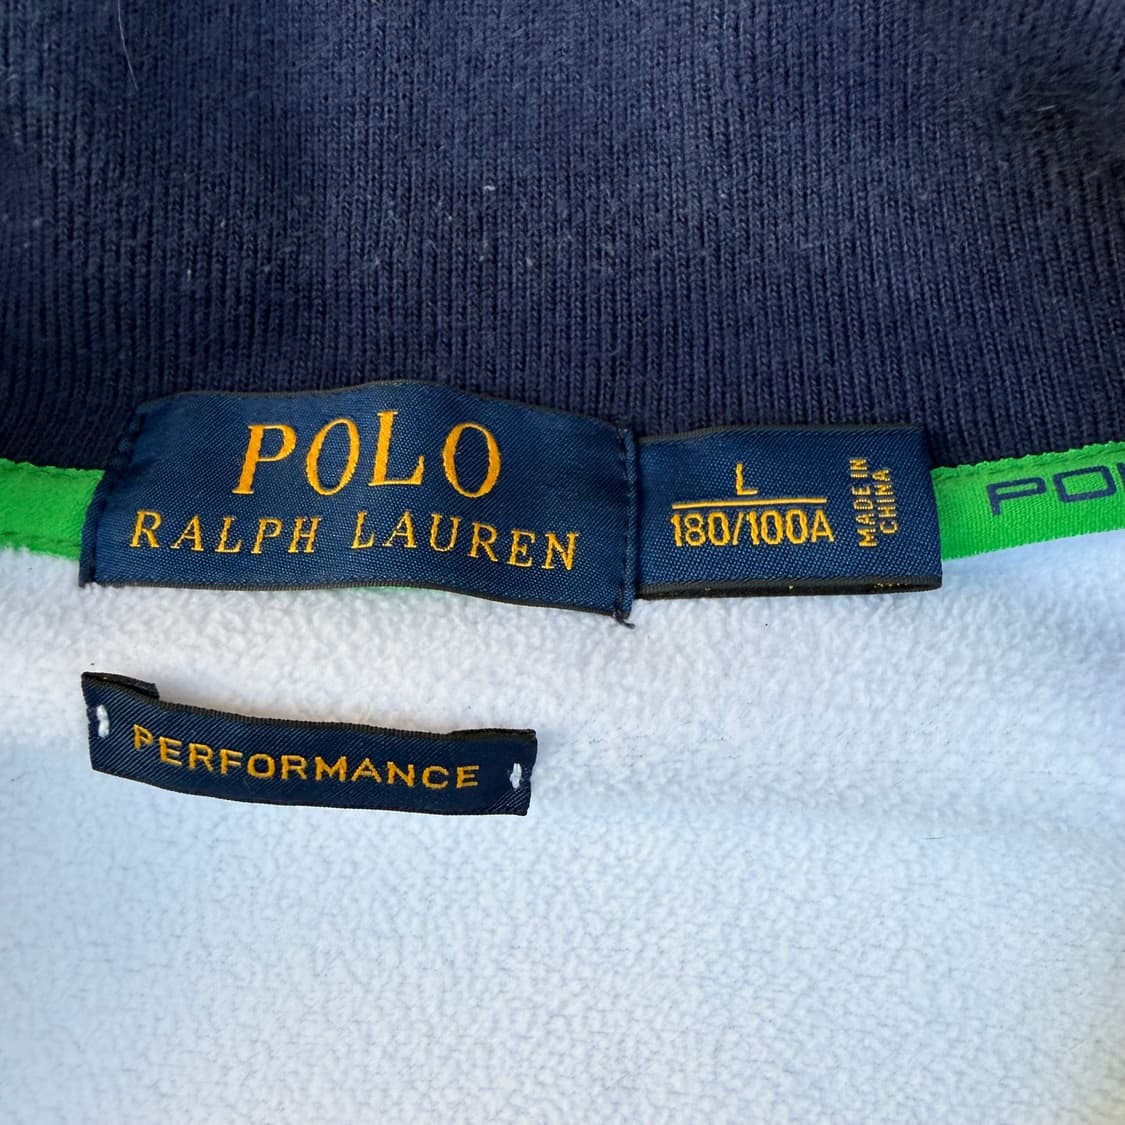 POLO
RALPH LAUREN
L
180/100A
MADE IN
CHINA
PERFORMANCE